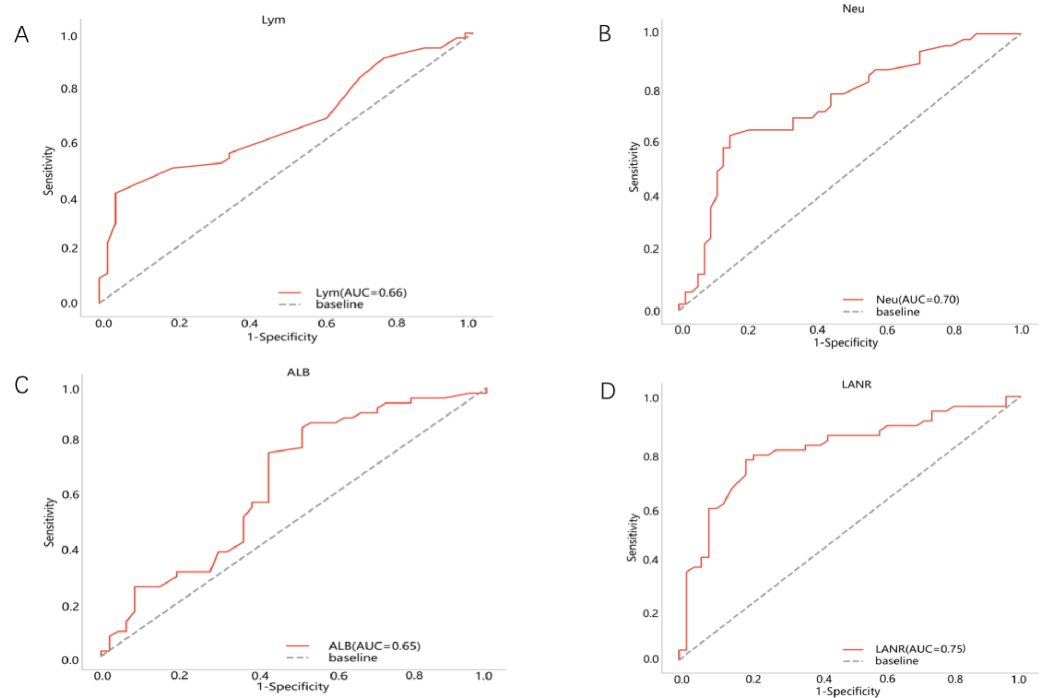 A
Lym
1.0
0.8
0.6
0.4
0.2
0.0
Sensitivity
Lym(AUC=0.66)
baseline
0.0 0.2 0.4 0.6 0.8 1.0
1-Specificity
B
Neu
1.0
0.8
0.6
0.4
0.2
0.0
Sensitivity
Neu(AUC=0.70)
baseline
0.0 0.2 0.4 0.6 0.8 1.0
1-Specificity
C
ALB
1.0
0.8
0.6
0.4
0.2
0.0
Sensitivity
ALB(AUC=0.65)
baseline
0.0 0.2 0.4 0.6 0.8 1.0
1-Specificity
D
LANR
1.0
0.8
0.6
0.4
0.2
0.0
Sensitivity
LANR(AUC=0.75)
baseline
0.0 0.2 0.4 0.6 0.8 1.0
1-Specificity